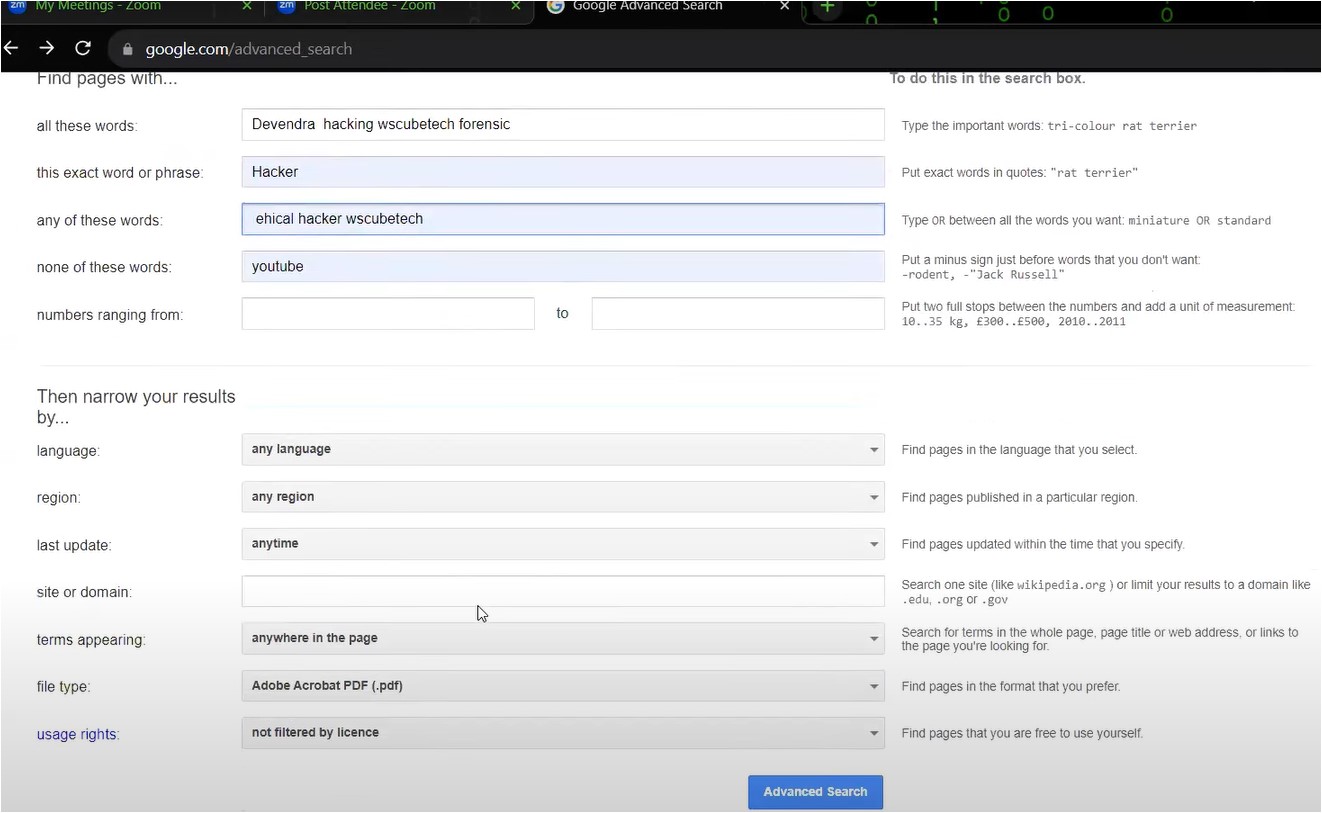 zm My Meetings - Zoom × zm Post Attendee - Zoom × G Google Advanced Search × +
google.com/advanced_search
Find pages with...
To do this in the search box.
all these words:
Devendra  hacking wscubetech forensic
Type the important words: tri-colour rat terrier
this exact word or phrase:
Hacker
Put exact words in quotes: "rat terrier"
any of these words:
ehical hacker wscubetech
Type OR between all the words you want: miniature OR standard
none of these words:
youtube
Put a minus sign just before words that you don't want:
-rodent, -"Jack Russell"
numbers ranging from:
to
Put two full stops between the numbers and add a unit of measurement:
10..35 kg, £300..£500, 2010..2011
Then narrow your results
by...
language:
any language
Find pages in the language that you select.
region:
any region
Find pages published in a particular region.
last update:
anytime
Find pages updated within the time that you specify.
site or domain:
Search one site (like wikipedia.org ) or limit your results to a domain like
.edu, .org or .gov
terms appearing:
anywhere in the page
Search for terms in the whole page, page title or web address, or links to
the page you're looking for.
file type:
Adobe Acrobat PDF (.pdf)
Find pages in the format that you prefer.
usage rights:
not filtered by licence
Find pages that you are free to use yourself.
Advanced Search